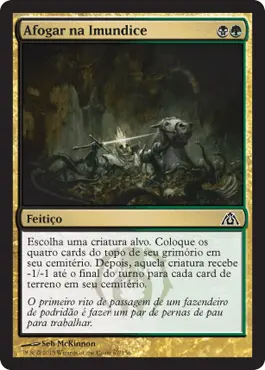 Afogar na Imundice
Feitiço
Escolha uma criatura alvo. Coloque os
quatro cards do topo de seu grimório em
seu cemitério. Depois, aquela criatura recebe
-1/-1 até o final do turno para cada card de
terreno em seu cemitério.
O primeiro rito de passagem de um fazendeiro
de podridão é fazer um par de pernas de pau
para trabalhar.
Seb McKinnon